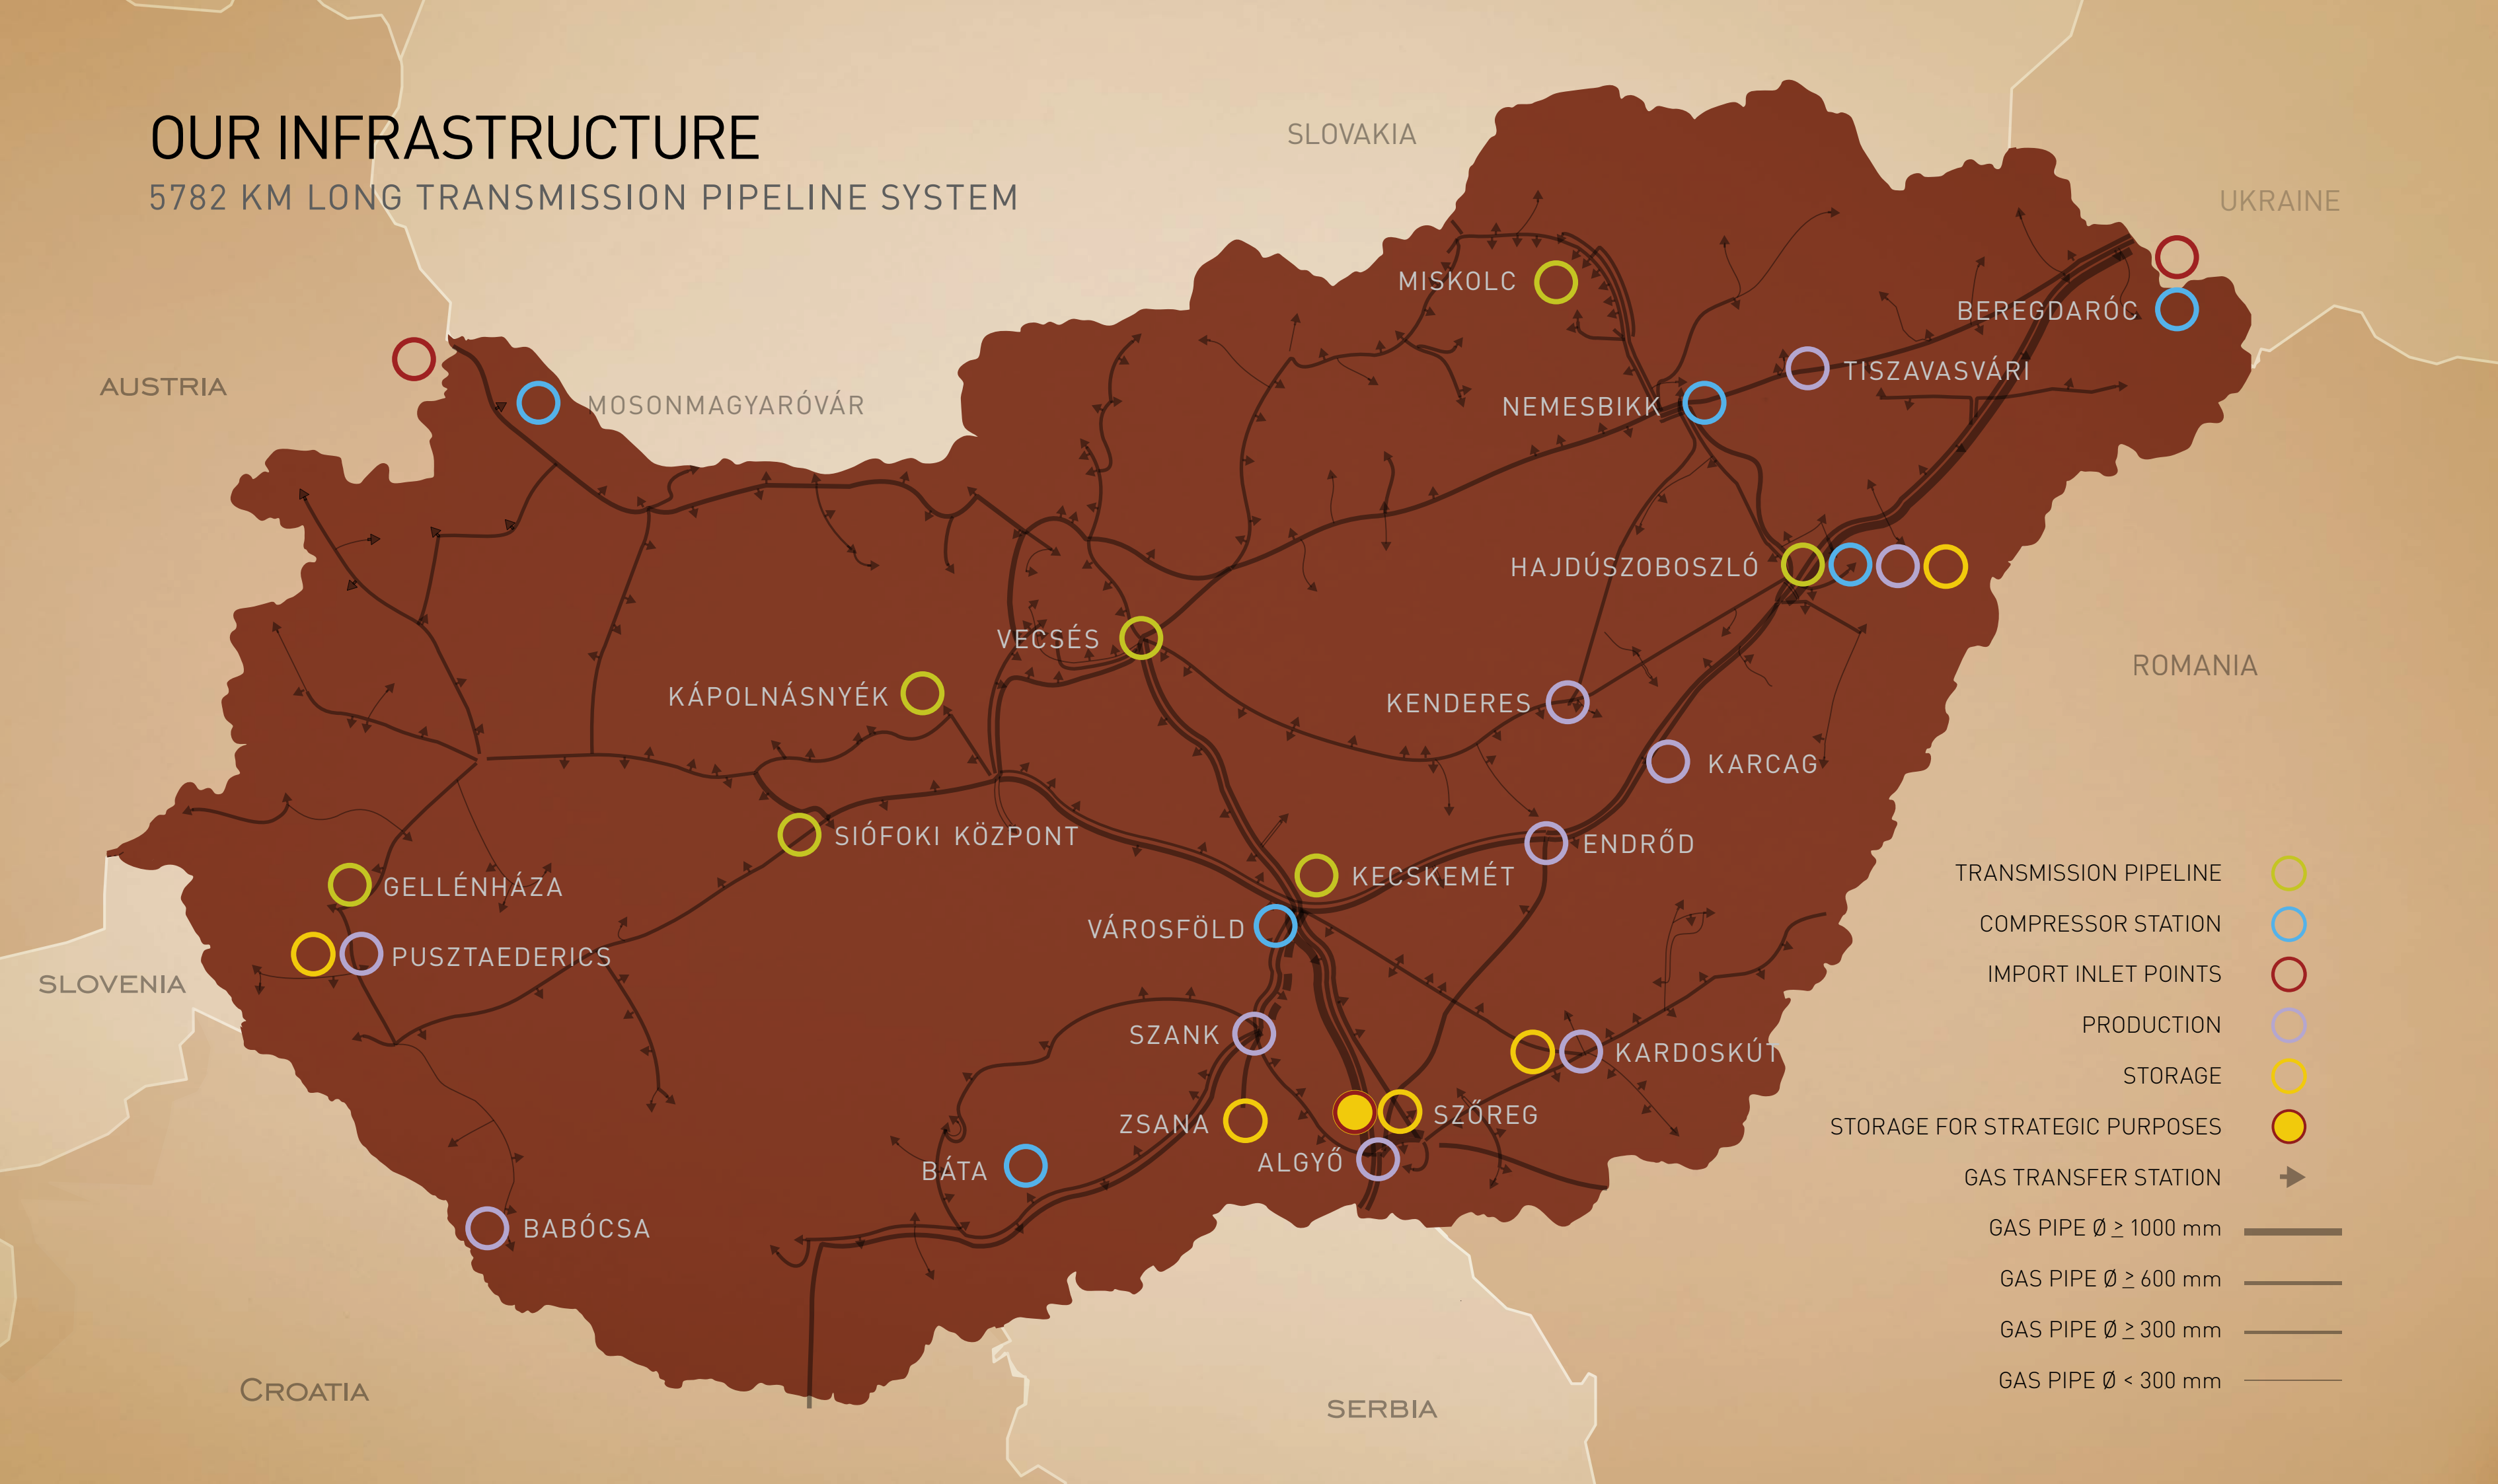 OUR INFRASTRUCTURE
5782 KM LONG TRANSMISSION PIPELINE SYSTEM
SLOVAKIA
UKRAINE
MISKOLC
BEREGDARÓC
AUSTRIA
TISZAVASVÁRI
MOSONMAGYARÓVÁR
NEMESBIKK
HAJDÚSZOBOSZLÓ
VECSÉS
ROMANIA
KÁPOLNÁSNYÉK
KENDERES
KARCAG
SIÓFOKI KÖZPONT
ENDRŐD
KECSKEMÉT
GELLÉNHÁZA
VÁROSFÖLD
PUSZTAEDERICS
SLOVENIA
SZANK
KARDOSKÚT
ZSANA
SZŐREG
ALGYŐ
BÁTA
BABÓCSA
CROATIA
SERBIA
TRANSMISSION PIPELINE
COMPRESSOR STATION
IMPORT INLET POINTS
PRODUCTION
STORAGE
STORAGE FOR STRATEGIC PURPOSES
GAS TRANSFER STATION
GAS PIPE Ø ≥ 1000 mm
GAS PIPE Ø ≥ 600 mm
GAS PIPE Ø ≥ 300 mm
GAS PIPE Ø < 300 mm